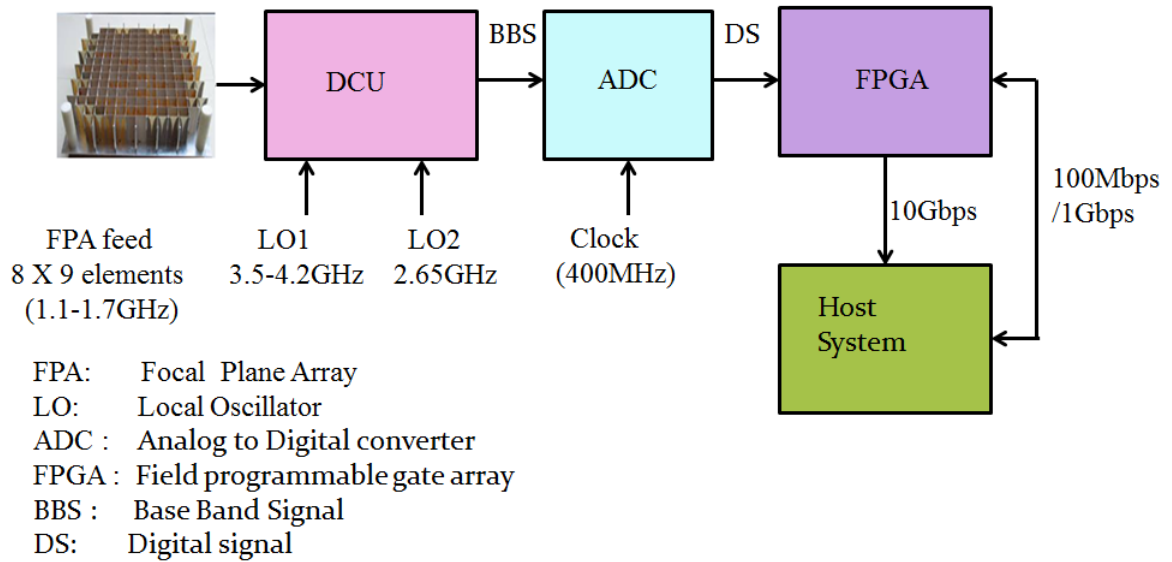 BBS
DS
DCU
ADC
FPGA
10Gbps
100Mbps
/1Gbps
FPA feed
8 X 9 elements
(1.1-1.7GHz)
LO1
3.5-4.2GHz
LO2
2.65GHz
Clock
(400MHz)
Host
System
FPA: Focal Plane Array
LO: Local Oscillator
ADC : Analog to Digital converter
FPGA : Field programmable gate array
BBS : Base Band Signal
DS: Digital signal